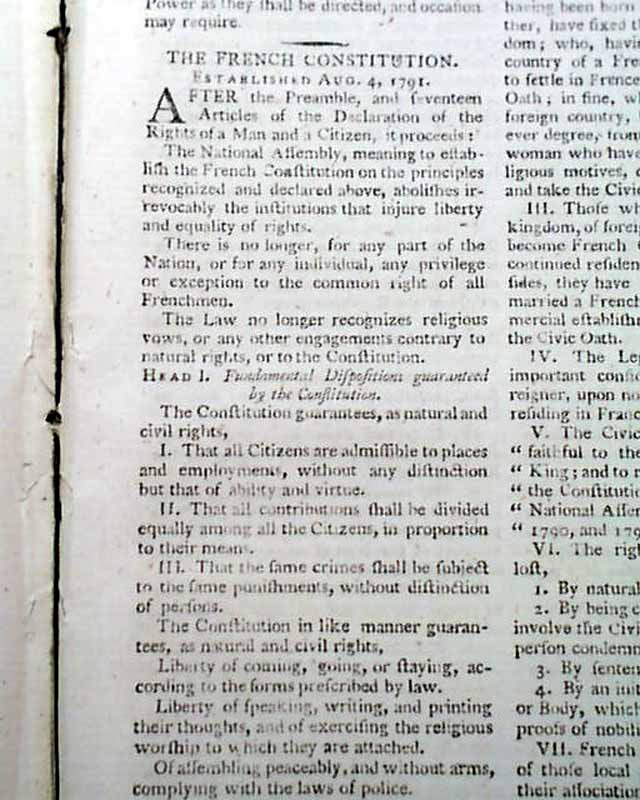 Power as they ſhall be directed, and occaſion
may require.
THE FRENCH CONSTITUTION.
ESTABLISHED AUG. 4, 1791.
AFTER the Preamble, and ſeventeen
Articles of the Declaration of the
Rights of a Man and a Citizen, it proceeds:
The National Aſſembly, meaning to eſtab-
liſh the French Conſtitution on the principles
recognized and declared above, aboliſhes ir-
revocably the inſtitutions that injure liberty
and equality of rights.
There is no longer, for any part of the
Nation, or for any individual, any privilege
or exception to the common right of all
Frenchmen.
The Law no longer recognizes religious
vows, or any other engagements contrary to
natural rights, or to the Conſtitution.
HEAD I. Fundamental Diſpoſitions guaranteed
by the Conſtitution.
The Conſtitution guarantees, as natural and
civil rights,
I. That all Citizens are admiſſible to places
and employments, without any diſtinction
but that of ability and virtue.
II. That all contributions ſhall be divided
equally among all the Citizens, in proportion
to their means.
III. That the ſame crimes ſhall be ſubject
to the ſame puniſhments, without diſtinction
of perſons.
The Conſtitution in like manner guaran-
tees, as natural and civil rights,
Liberty of coming, going, or ſtaying, ac-
cording to the forms preſcribed by law.
Liberty of ſpeaking, writing, and printing
their thoughts, and of exerciſing the religious
worſhip to which they are attached.
Of aſſembling peaceably, and without arms,
complying with the laws of police.
having been born
ther, have fixed
dom; who, havi
country of a Fre
to ſettle in France
Oath; in fine, w
foreign country,
ever degree, from
woman who have
ligious motives,
and take the Civi
III. Thoſe wh
kingdom, of forei
become French
continued reſiden
ſides, they have
married a French
mercial eſtabliſh
the Civic Oath.
IV. The Le
important conſi
reigner, upon no
reſiding in Franc
V. The Civic
" faithful to the
" King; and to
" the Conſtituti
" National Aſſe
" 1790, and 179
VI. The righ
loſt,
1. By natural
2. By being c
involve the Civi
perſon condemn
3. By ſenten
4. By an ini
or Body, which
proofs of nobili
VII. French
of thoſe local
their aſſociation